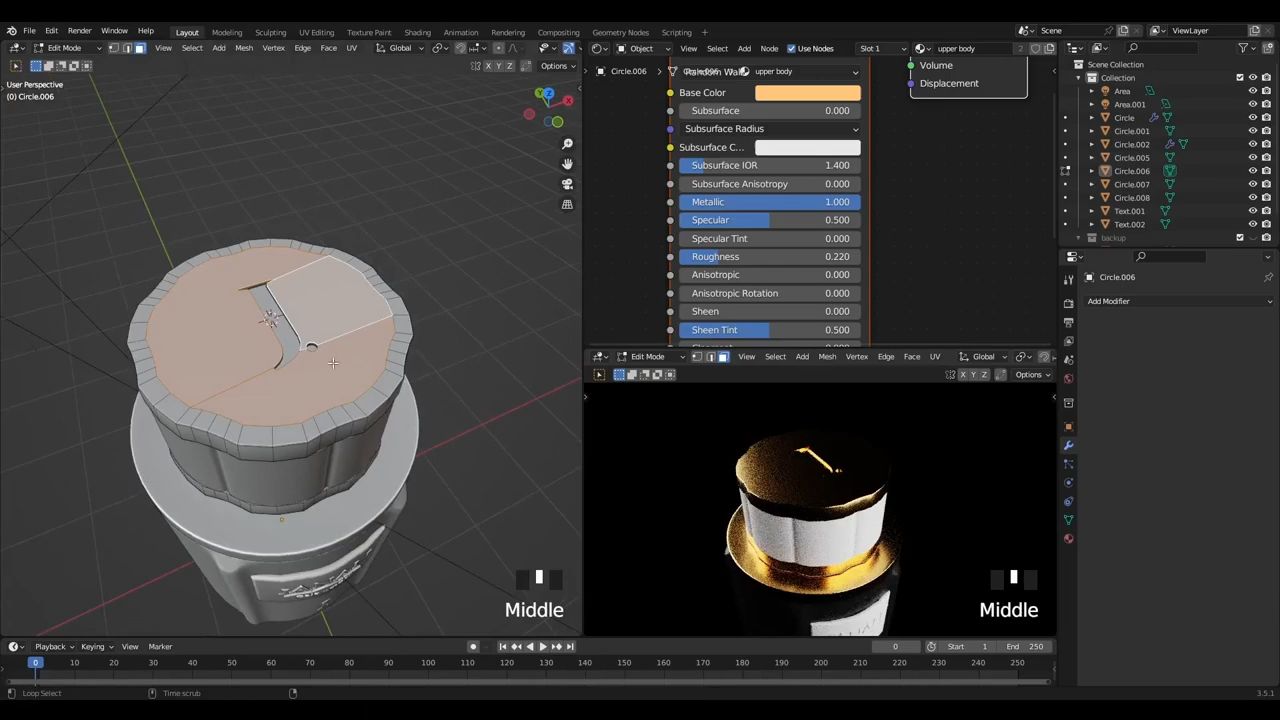 File Edit Render Window Help Layout Modeling Sculpting UV Editing Texture Paint Shading Animation Rendering Compositing Geometry Nodes Scripting + Scene ViewLayer
Edit Mode View Select Add Mesh Vertex Edge Face UV Global
Object View Select Add Node Use Nodes Slot 1 upper body 2
X Y Z Options
Circle.006 Circle.006 upper body
User Perspective
(0) Circle.006
Z Y X
Volume
Displacement
Base Color
Subsurface 0.000
Subsurface Radius
Subsurface C...
Subsurface IOR 1.400
Subsurface Anisotropy 0.000
Metallic 1.000
Specular 0.500
Specular Tint 0.000
Roughness 0.220
Anisotropic 0.000
Anisotropic Rotation 0.000
Sheen 0.000
Sheen Tint 0.500
Scene Collection
Collection
Area
Area.001
Circle
Circle.001
Circle.002
Circle.005
Circle.006
Circle.007
Circle.008
Text.001
Text.002
backup
Circle.006
Add Modifier
Edit Mode View Select Add Mesh Vertex Edge Face UV Global
X Y Z Options
Middle
Middle
Playback Keying View Marker 0 Start 1 End 250
0 10 20 30 40 50 60 70 80 90 100 110 120 130 140 150 160 170 180 190 200 210 220 230 240 250
Loop Select Time scrub 3.5.1